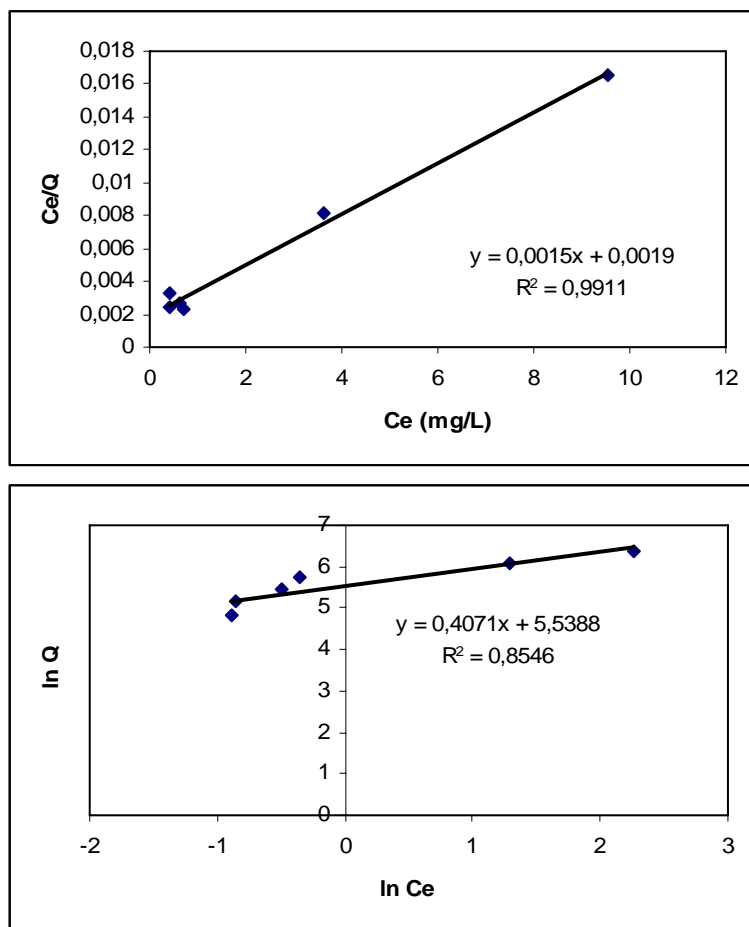 0,018
0,016
0,014
0,012
0,01
0,008
0,006
0,004
0,002
0
Ce/Q
y = 0,0015x + 0,0019
R² = 0,9911
0 2 4 6 8 10 12
Ce (mg/L)
7
6
5
4
3
2
1
0
ln Q
y = 0,4071x + 5,5388
R² = 0,8546
-2 -1 0 1 2 3
ln Ce